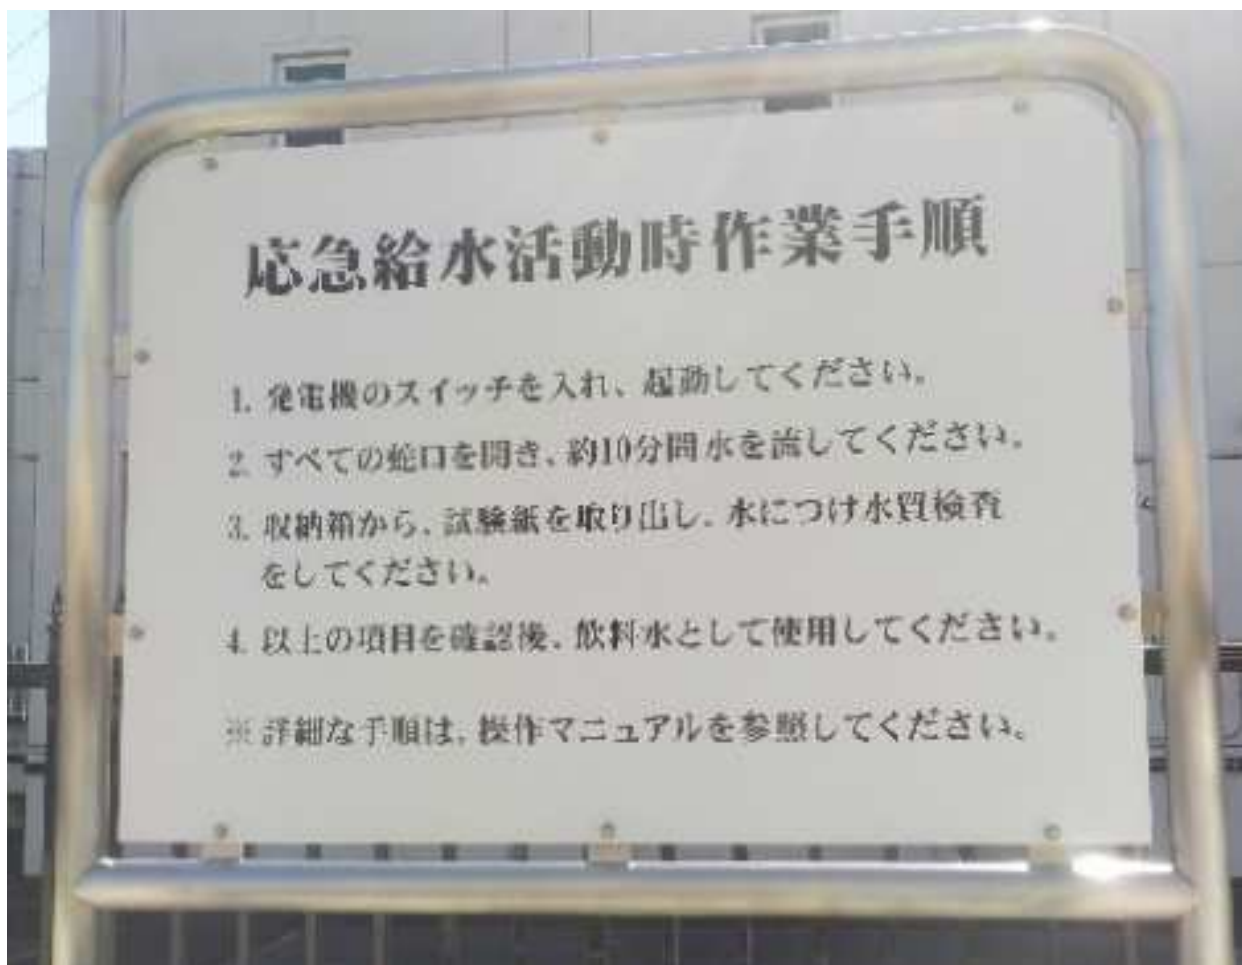 応急給水活動時作業手順
1. 発電機のスイッチを入れ、起動してください。
2. すべての蛇口を開き、約10分間水を流してください。
3. 収納箱から、試験紙を取り出し、水につけ水質検査
をしてください。
4. 以上の項目を確認後、飲料水として使用してください。
※ 詳細な手順は、操作マニュアルを参照してください。